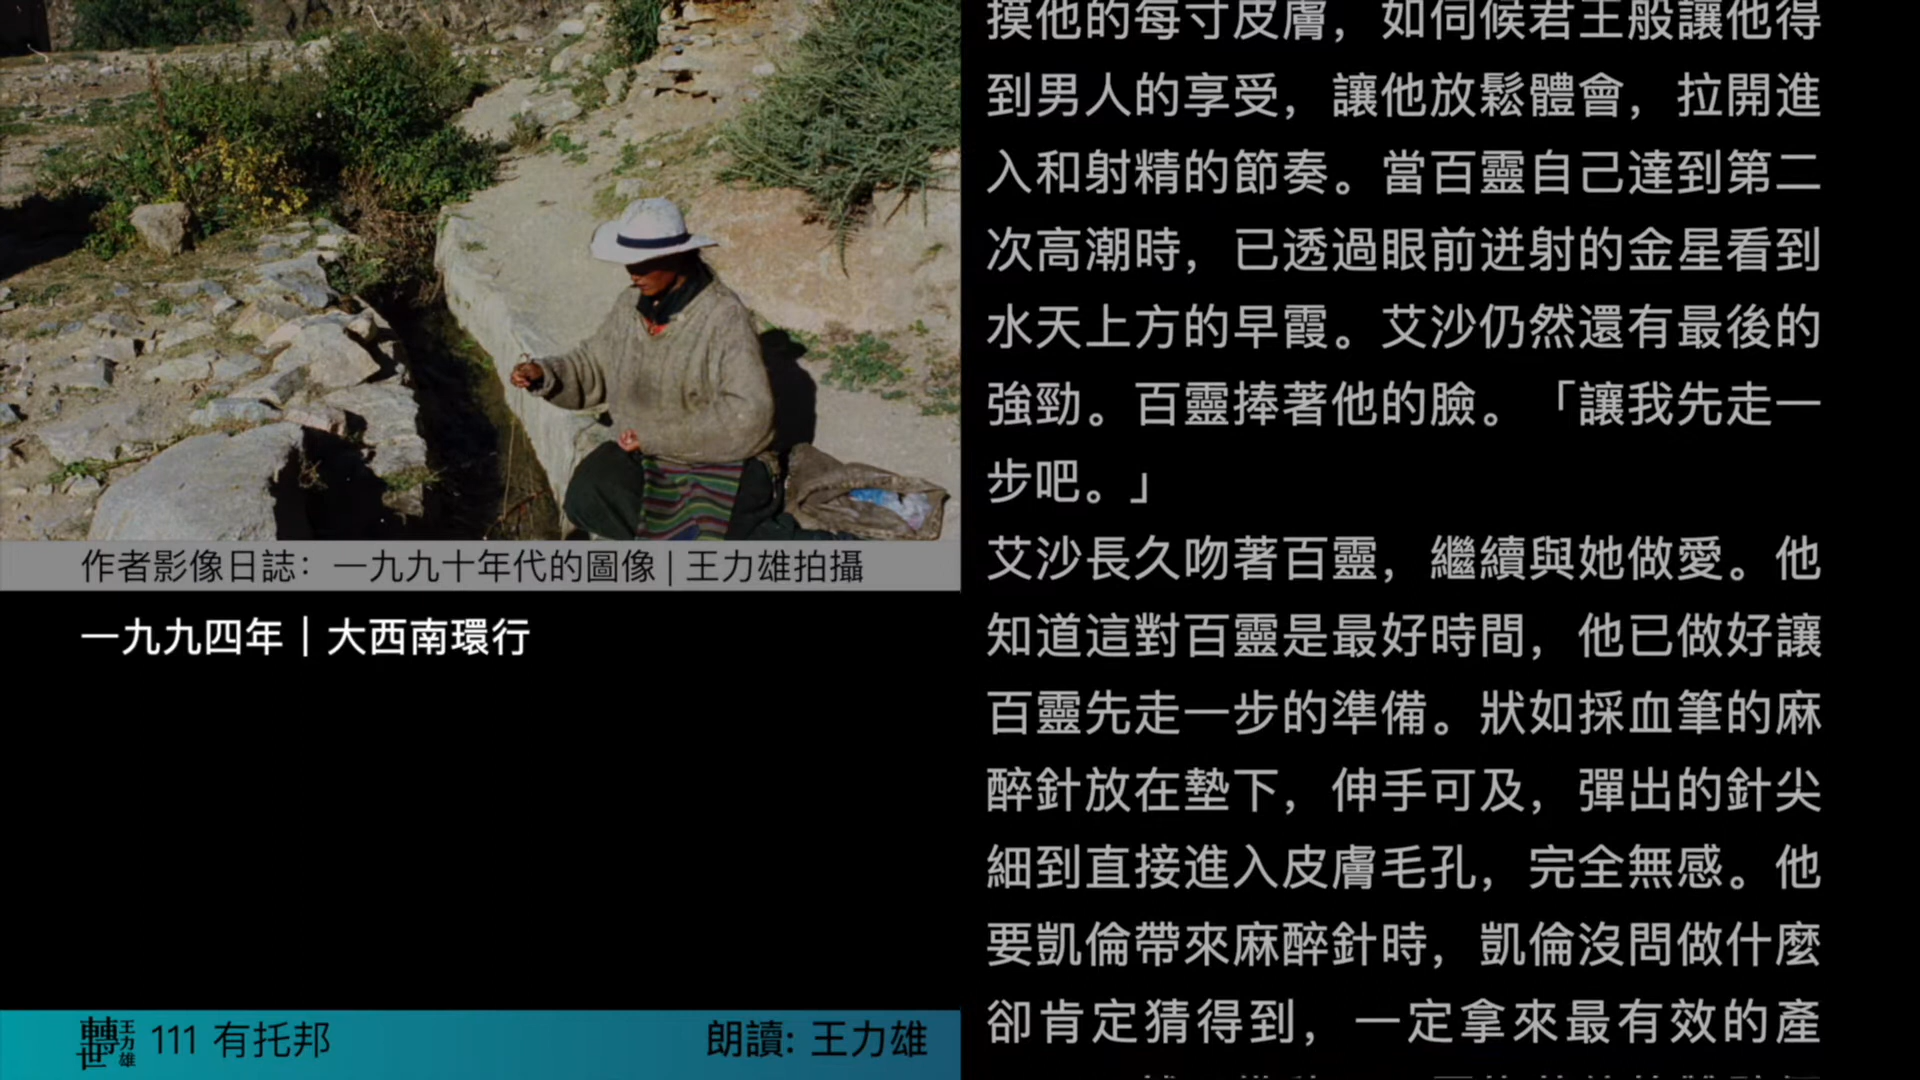 作者影像日誌：一九九十年代的圖像 | 王力雄拍攝
一九九四年｜大西南環行
轉世
王力雄
111 有托邦
朗讀: 王力雄
摸他的每寸皮膚，如伺候君王般讓他得
到男人的享受，讓他放鬆體會，拉開進
入和射精的節奏。當百靈自己達到第二
次高潮時，已透過眼前迸射的金星看到
水天上方的早霞。艾沙仍然還有最後的
強勁。百靈捧著他的臉。「讓我先走一
步吧。」
艾沙長久吻著百靈，繼續與她做愛。他
知道這對百靈是最好時間，他已做好讓
百靈先走一步的準備。狀如採血筆的麻
醉針放在墊下，伸手可及，彈出的針尖
細到直接進入皮膚毛孔，完全無感。他
要凱倫帶來麻醉針時，凱倫沒問做什麼
卻肯定猜得到，一定拿來最有效的產